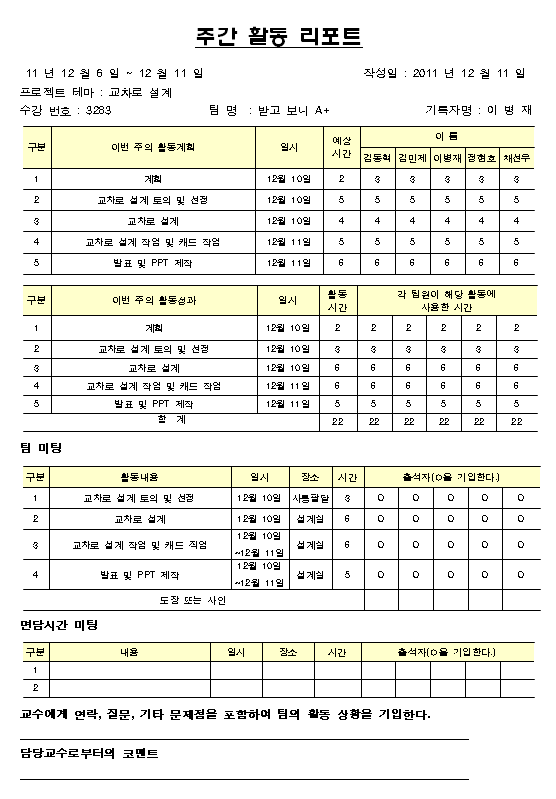 주간 활동 리포트
11 년 12 월 6 일 ~ 12 월 11 일 작성일 : 2011 년 12 월 11 일
프로젝트 테마 : 교차로 설계
수강 번호 : 3283 팀 명 : 받고 보니 A+ 기록자명 : 이 병 재
구분 이번 주의 활동계획 일시 예상 시간 이 름
김동혁 김민제 이병재 정현호 채선우
1 계획 12월 10일 2 3 3 3 3 3
2 교차로 설계 토의 및 선정 12월 10일 5 5 5 5 5 5
3 교차로 설계 12월 10일 4 4 4 4 4 4
4 교차로 설계 작업 및 캐드 작업 12월 11일 5 5 5 5 5 5
5 발표 및 PPT 제작 12월 11일 6 6 6 6 6 6
구분 이번 주의 활동성과 일시 활동 시간 각 팀원이 해당 활동에 사용한 시간
1 계획 12월 10일 2 2 2 2 2 2
2 교차로 설계 토의 및 선정 12월 10일 3 3 3 3 3 3
3 교차로 설계 12월 10일 6 6 6 6 6 6
4 교차로 설계 작업 및 캐드 작업 12월 11일 6 6 6 6 6 6
5 발표 및 PPT 제작 12월 11일 5 5 5 5 5 5
합 계 22 22 22 22 22 22
팀 미팅
구분 활동내용 일시 장소 시간 출석자(O을 기입한다.)
1 교차로 설계 토의 및 선정 12월 10일 3 O O O O O
2 교차로 설계 12월 10일 설계실 6 O O O O O
3 교차로 설계 작업 및 캐드 작업 12월 10일 ~12월 11일 설계실 6 O O O O O
4 발표 및 PPT 제작 12월 10일 ~12월 11일 설계실 5 O O O O O
도장 또는 사인
면담시간 미팅
구분 내용 일시 장소 시간 출석자(O을 기입한다.)
1
2
교수에게 연락, 질문, 기타 문제점을 포함하여 팀의 활동 상황을 기입한다.
담당교수로부터의 코멘트